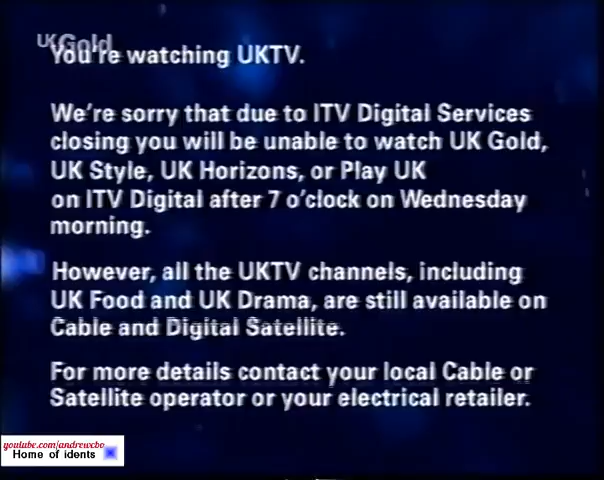 UK Gold
You're watching UKTV.
We're sorry that due to ITV Digital Services
closing you will be unable to watch UK Gold,
UK Style, UK Horizons, or Play UK
on ITV Digital after 7 o'clock on Wednesday
morning.
However, all the UKTV channels, including
UK Food and UK Drama, are still available on
Cable and Digital Satellite.
For more details contact your local Cable or
Satellite operator or your electrical retailer.
youtube.com/andrewcbo
Home of idents